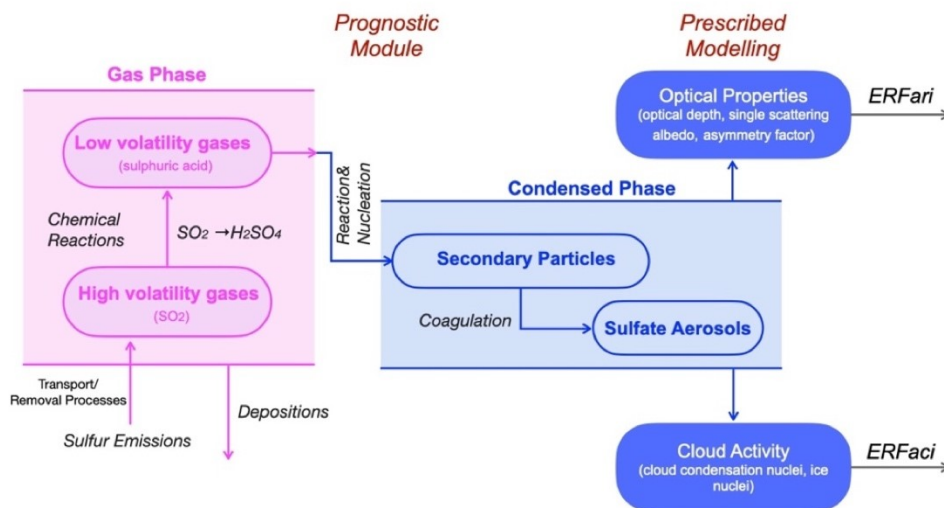 Prognostic
Module
Prescribed
Modelling
Gas Phase
Low volatility gases
(sulphuric acid)
Chemical
Reactions
SO₂ →H₂SO₄
High volatility gases
(SO2)
Transport/
Removal Processes
Sulfur Emissions
Depositions
Reaction&
Nucleation
Condensed Phase
Secondary Particles
Coagulation
Sulfate Aerosols
Optical Properties
(optical depth, single scattering
albedo, asymmetry factor)
ERFari
Cloud Activity
(cloud condensation nuclei, ice
nuclei)
ERFaci